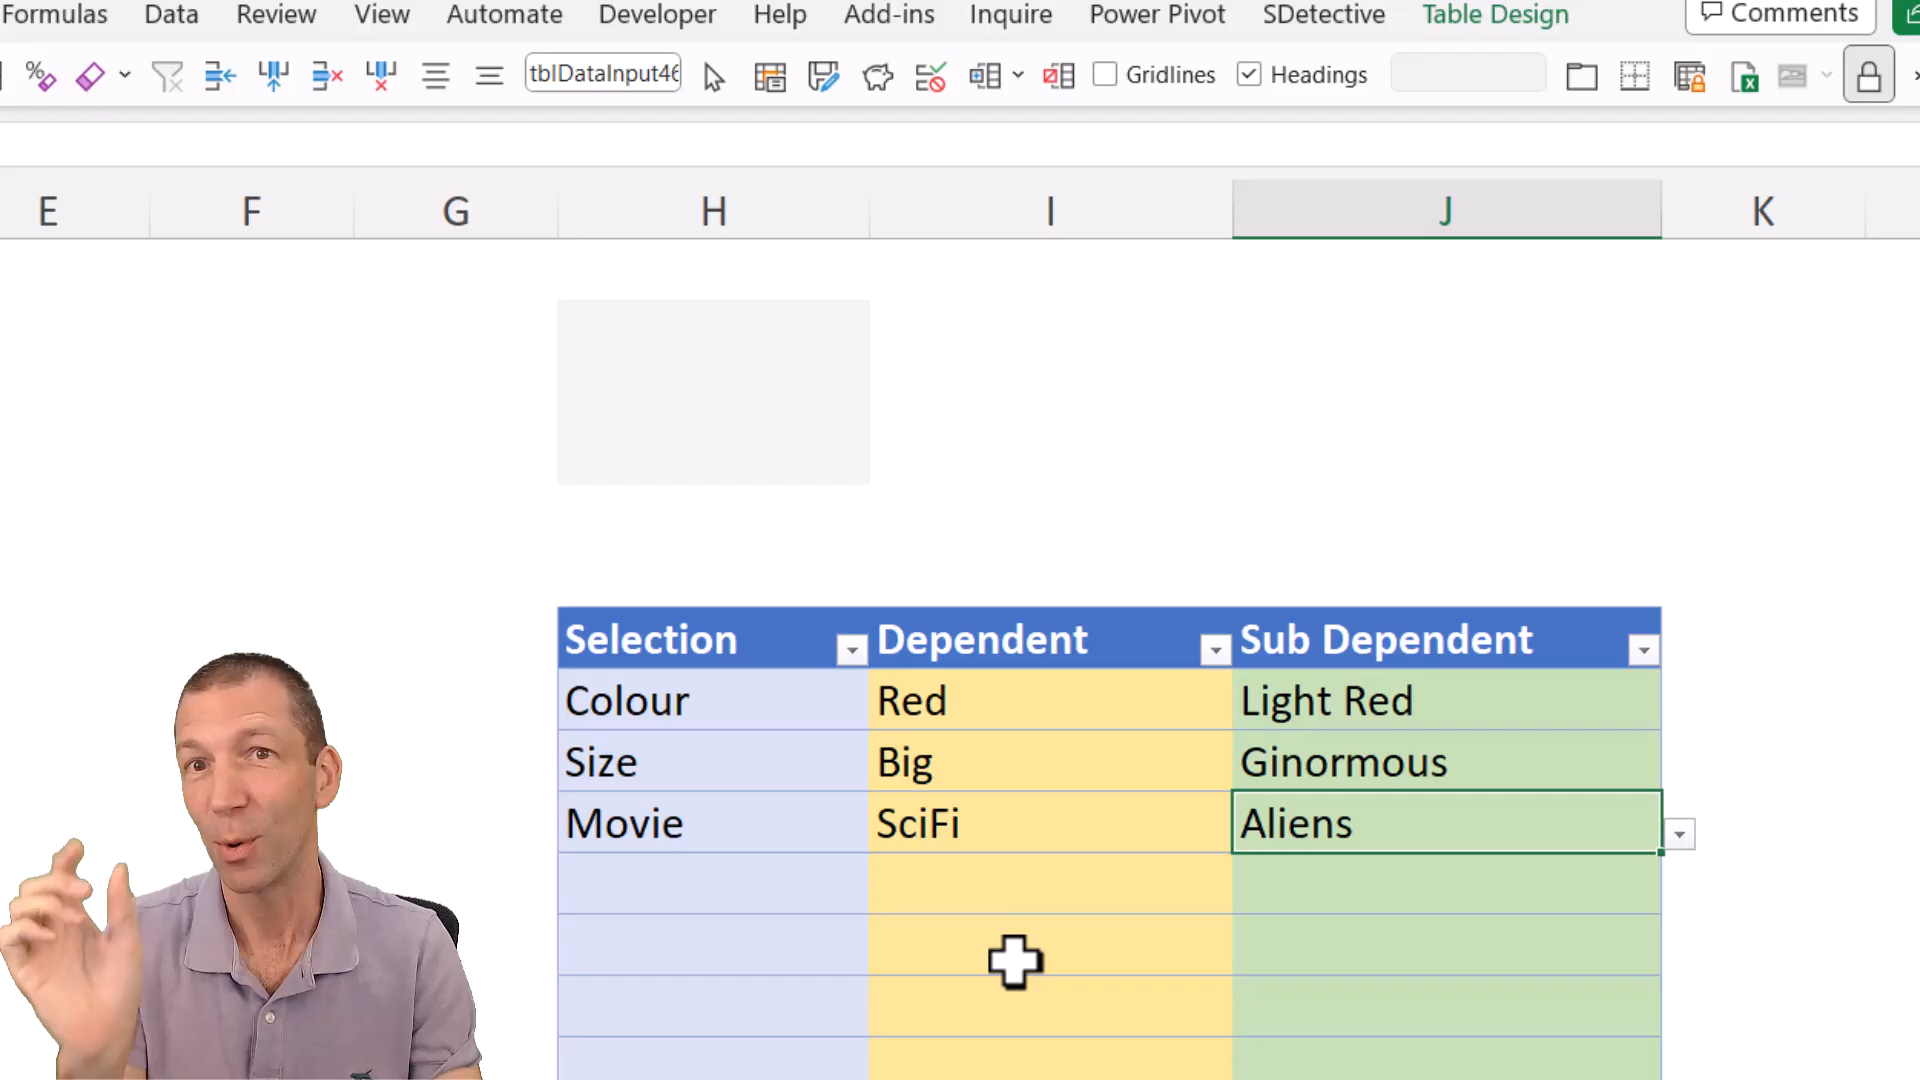 Formulas Data Review View Automate Developer Help Add-ins Inquire Power Pivot SDetective Table Design Comments
tblDataInput46 Gridlines Headings
E F G H I J K
Selection Dependent Sub Dependent
Colour Red Light Red
Size Big Ginormous
Movie SciFi Aliens